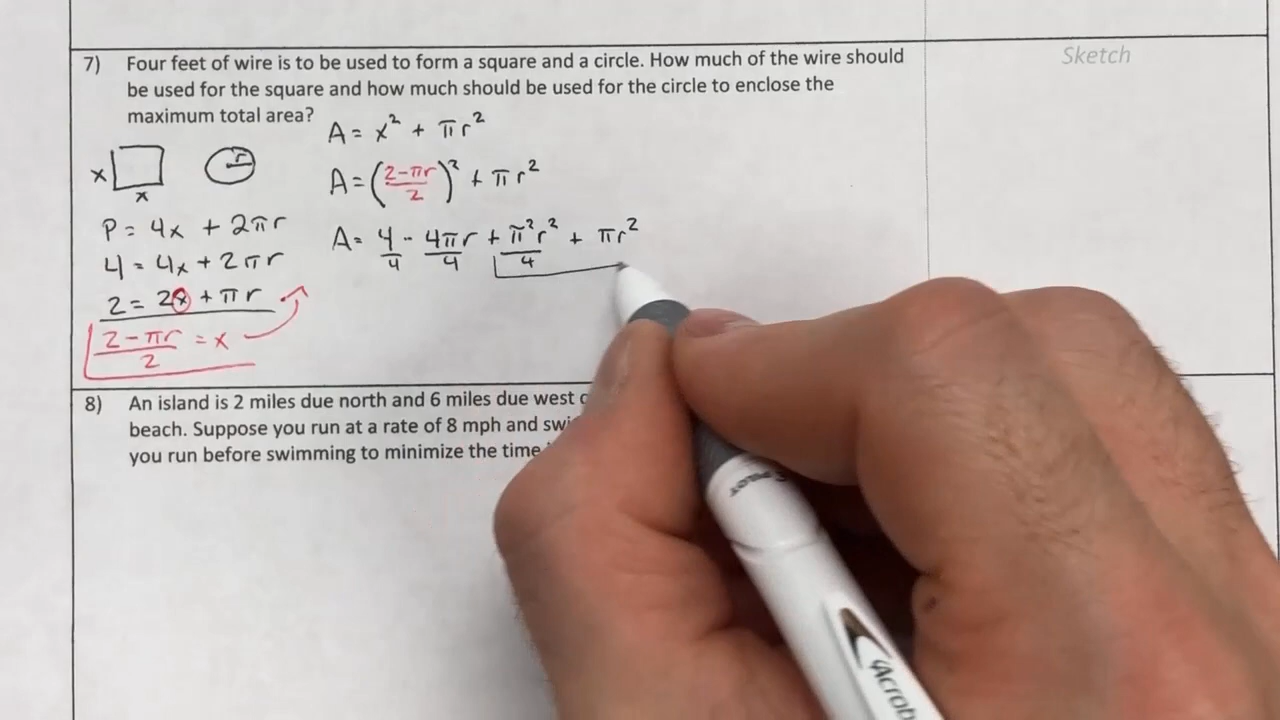 7) Four feet of wire is to be used to form a square and a circle. How much of the wire should
be used for the square and how much should be used for the circle to enclose the
maximum total area?
Sketch
x
x
r
P = 4x + 2πr
4 = 4x + 2πr
2 = 2x + πr
(2-πr)/2 = x
A = x² + πr²
A = ((2-πr)/2)² + πr²
A = 4/4 - 4πr/4 + π²r²/4 + πr²
8) An island is 2 miles due north and 6 miles due west
beach. Suppose you run at a rate of 8 mph and
you run before swimming to minimize the time
PILOT
Acrob